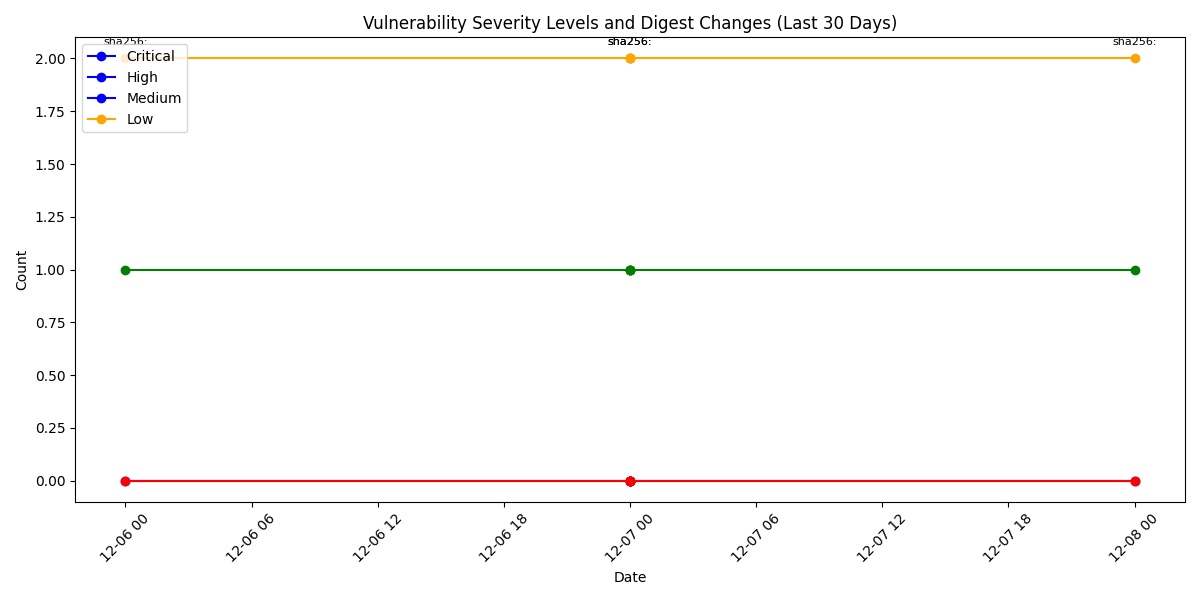 Vulnerability Severity Levels and Digest Changes (Last 30 Days)
sha256: sha256: sha256:
Critical
High
Medium
Low
2.00
1.75
1.50
1.25
1.00
0.75
0.50
0.25
0.00
Count
12-06 00 12-06 06 12-06 12 12-06 18 12-07 00 12-07 06 12-07 12 12-07 18 12-08 00
Date